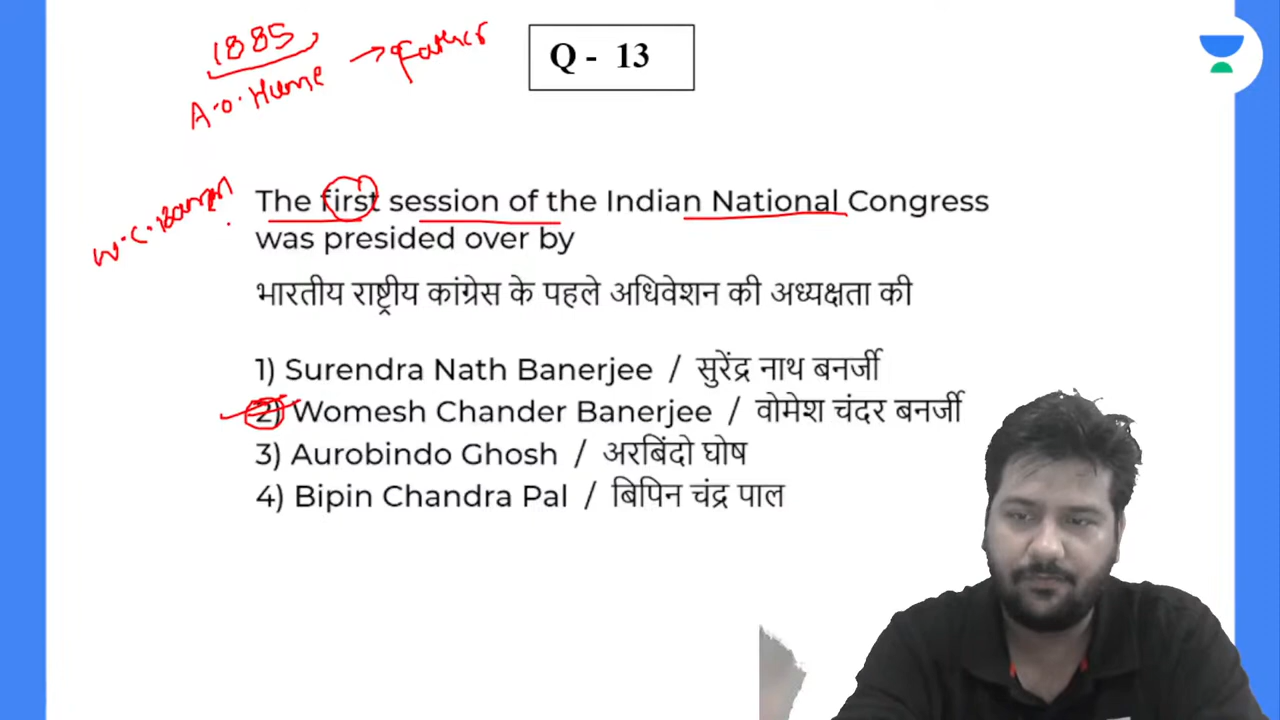 1885
A.O. Hume → Father
Q - 13
W.C. Banerji
The first session of the Indian National Congress
was presided over by
भारतीय राष्ट्रीय कांग्रेस के पहले अधिवेशन की अध्यक्षता की
1) Surendra Nath Banerjee / सुरेंद्र नाथ बनर्जी
2) Womesh Chander Banerjee / वोमेश चंदर बनर्जी
3) Aurobindo Ghosh / अरबिंदो घोष
4) Bipin Chandra Pal / बिपिन चंद्र पाल